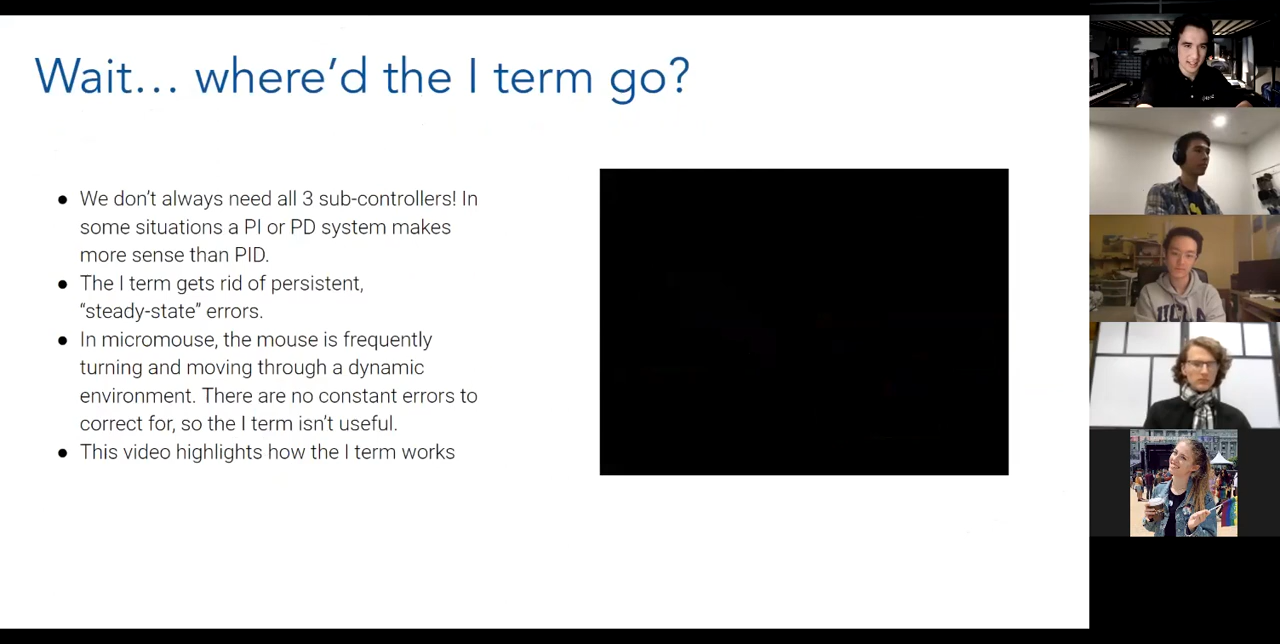 Wait... where'd the I term go?
● We don't always need all 3 sub-controllers! In
some situations a PI or PD system makes
more sense than PID.
● The I term gets rid of persistent,
“steady-state” errors.
● In micromouse, the mouse is frequently
turning and moving through a dynamic
environment. There are no constant errors to
correct for, so the I term isn't useful.
● This video highlights how the I term works
UCLA